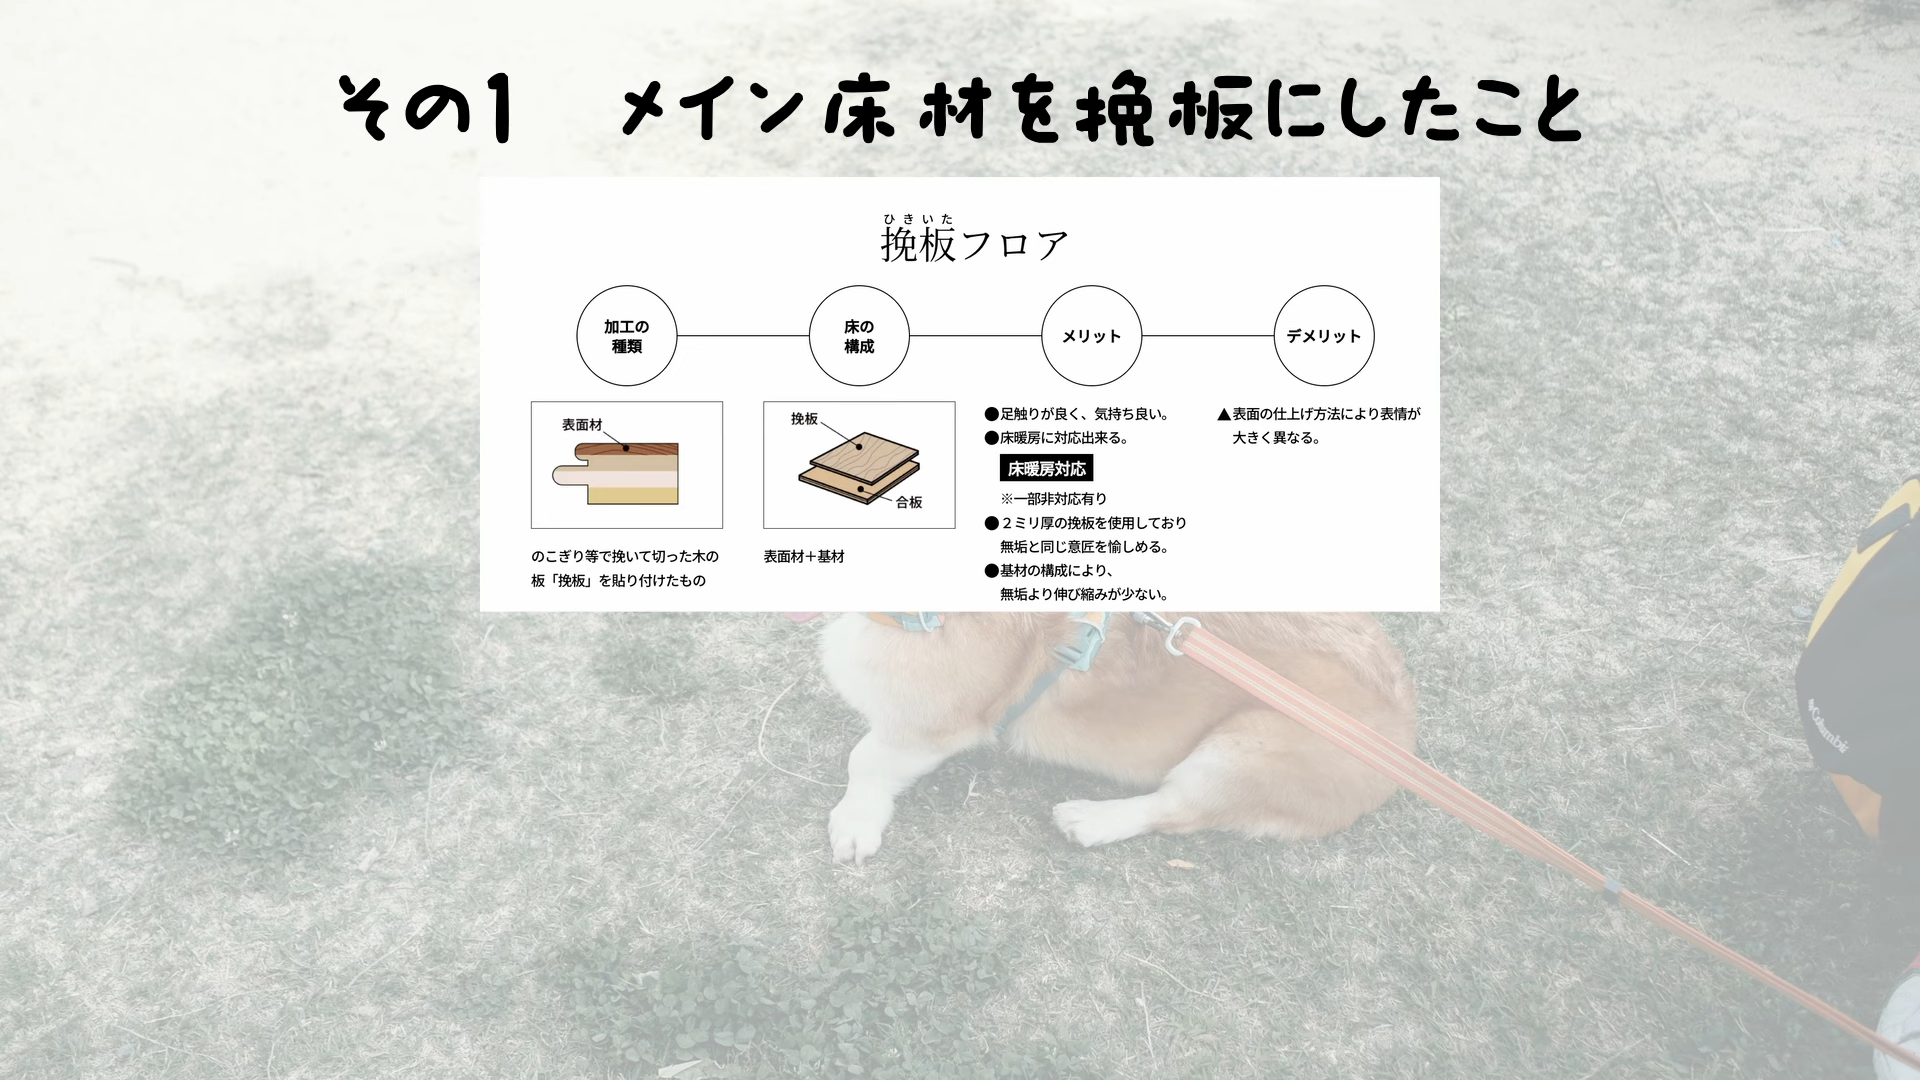 その1　メイン床材を挽板にしたこと
ひきいた
挽板フロア
加工の
種類
床の
構成
メリット
デメリット
表面材
のこぎり等で挽いて切った木の
板「挽板」を貼り付けたもの
挽板
合板
表面材＋基材
●足触りが良く、気持ち良い。
●床暖房に対応出来る。
床暖房対応
※一部非対応有り
●２ミリ厚の挽板を使用しており
無垢と同じ意匠を愉しめる。
●基材の構成により、
無垢より伸び縮みが少ない。
▲表面の仕上げ方法により表情が
大きく異なる。
Columbia